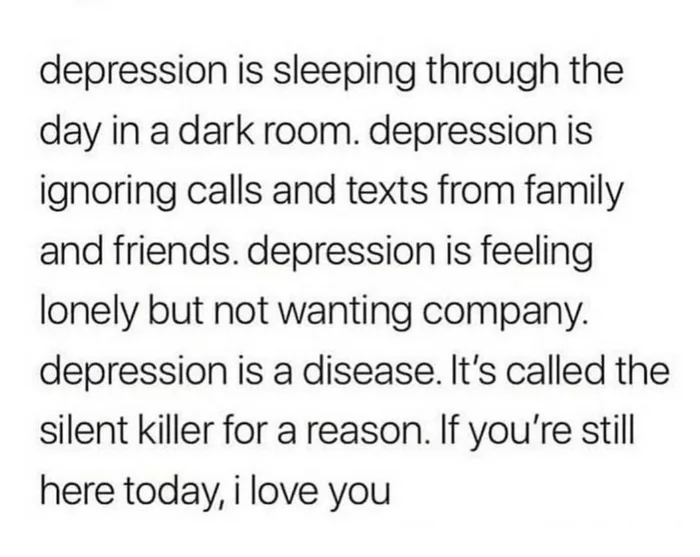 depression is sleeping through the
day in a dark room. depression is
ignoring calls and texts from family
and friends. depression is feeling
lonely but not wanting company.
depression is a disease. It's called the
silent killer for a reason. If you're still
here today, i love you